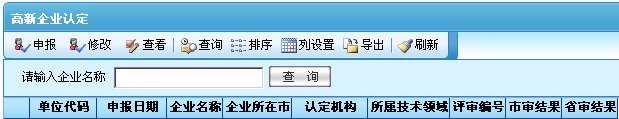 高新企业认定
申报 修改 查看 查询 排序 列设置 导出 刷新
请输入企业名称 查 询
单位代码 申报日期 企业名称 企业所在市 认定机构 所属技术领域 评审编号 市审结果 省审结果